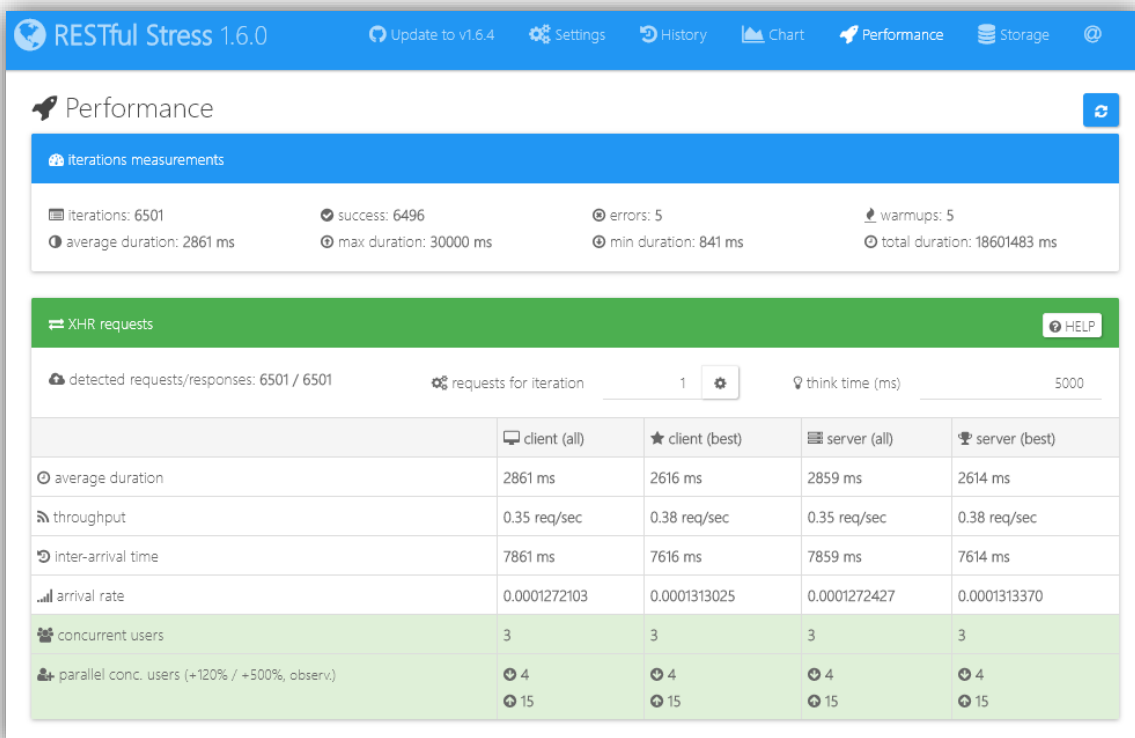 RESTful Stress 1.6.0 Update to v1.6.4 Settings History Chart Performance Storage @
Performance
iterations measurements
iterations: 6501 success: 6496 errors: 5 warmups: 5
average duration: 2861 ms max duration: 30000 ms min duration: 841 ms total duration: 18601483 ms
XHR requests HELP
detected requests/responses: 6501 / 6501 requests for iteration 1 think time (ms) 5000
client (all) client (best) server (all) server (best)
average duration 2861 ms 2616 ms 2859 ms 2614 ms
throughput 0.35 req/sec 0.38 req/sec 0.35 req/sec 0.38 req/sec
inter-arrival time 7861 ms 7616 ms 7859 ms 7614 ms
arrival rate 0.0001272103 0.0001313025 0.0001272427 0.0001313370
concurrent users 3 3 3 3
parallel conc. users (+120% / +500%, observ.) 4 4 4 4
15 15 15 15